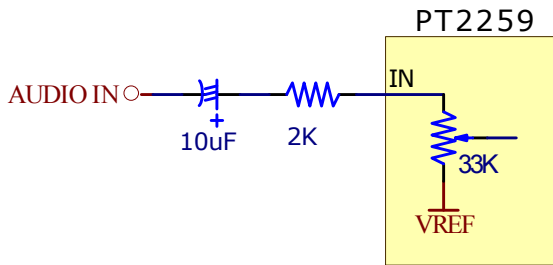 PT2259
AUDIO IN
+
10uF
2K
IN
33K
VREF